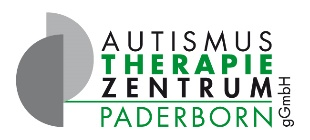 AUTISMUS
THERAPIE
ZENTRUM
PADERBORN
gGmbH